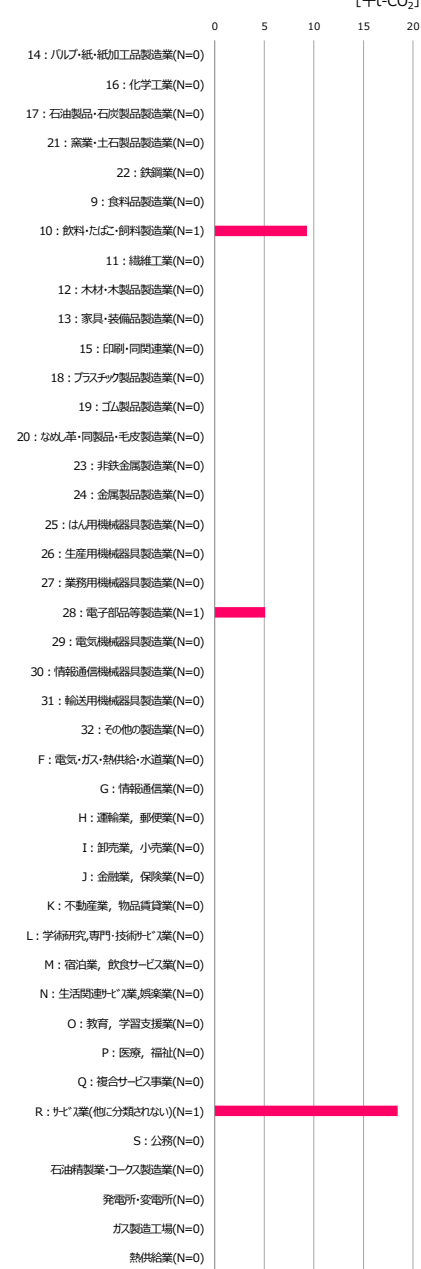 [千t-CO₂]
0 5 10 15 20
14：パルプ・紙・紙加工品製造業(N=0)
16：化学工業(N=0)
17：石油製品・石炭製品製造業(N=0)
21：窯業・土石製品製造業(N=0)
22：鉄鋼業(N=0)
9：食料品製造業(N=0)
10：飲料・たばこ・飼料製造業(N=1)
11：繊維工業(N=0)
12：木材・木製品製造業(N=0)
13：家具・装備品製造業(N=0)
15：印刷・同関連業(N=0)
18：プラスチック製品製造業(N=0)
19：ゴム製品製造業(N=0)
20：なめし革・同製品・毛皮製造業(N=0)
23：非鉄金属製造業(N=0)
24：金属製品製造業(N=0)
25：はん用機械器具製造業(N=0)
26：生産用機械器具製造業(N=0)
27：業務用機械器具製造業(N=0)
28：電子部品等製造業(N=1)
29：電気機械器具製造業(N=0)
30：情報通信機械器具製造業(N=0)
31：輸送用機械器具製造業(N=0)
32：その他の製造業(N=0)
F：電気・ガス・熱供給・水道業(N=0)
G：情報通信業(N=0)
H：運輸業，郵便業(N=0)
I：卸売業，小売業(N=0)
J：金融業，保険業(N=0)
K：不動産業，物品賃貸業(N=0)
L：学術研究,専門・技術ｻｰﾋﾞｽ業(N=0)
M：宿泊業，飲食サービス業(N=0)
N：生活関連ｻｰﾋﾞｽ業,娯楽業(N=0)
O：教育，学習支援業(N=0)
P：医療，福祉(N=0)
Q：複合サービス事業(N=0)
R：ｻｰﾋﾞｽ業(他に分類されない)(N=1)
S：公務(N=0)
石油精製業・コークス製造業(N=0)
発電所・変電所(N=0)
ガス製造工場(N=0)
熱供給業(N=0)